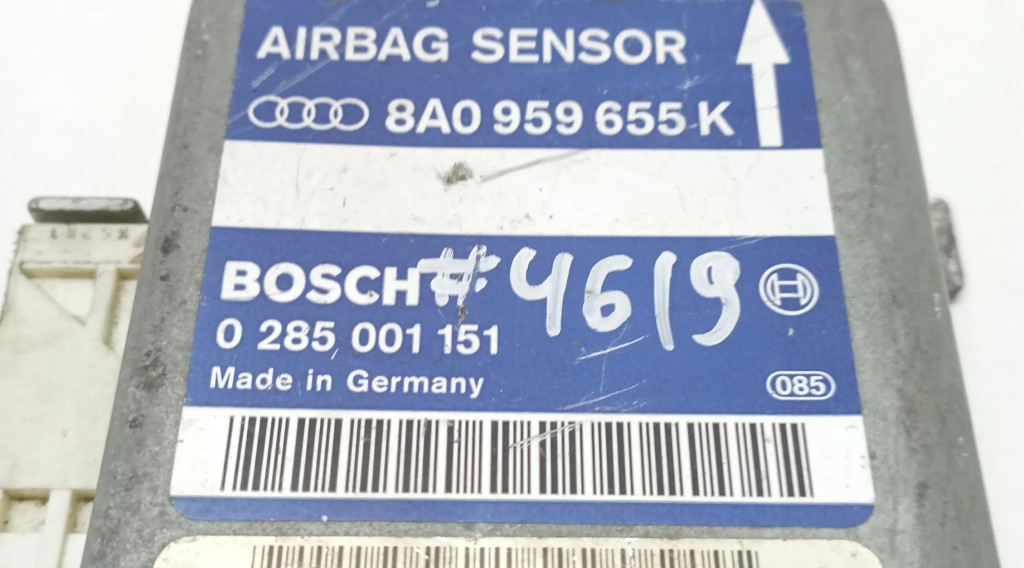 AIRBAG SENSOR
8A0 959 655 K
BOSCH #4619
0 285 001 151
Made in Germany
085